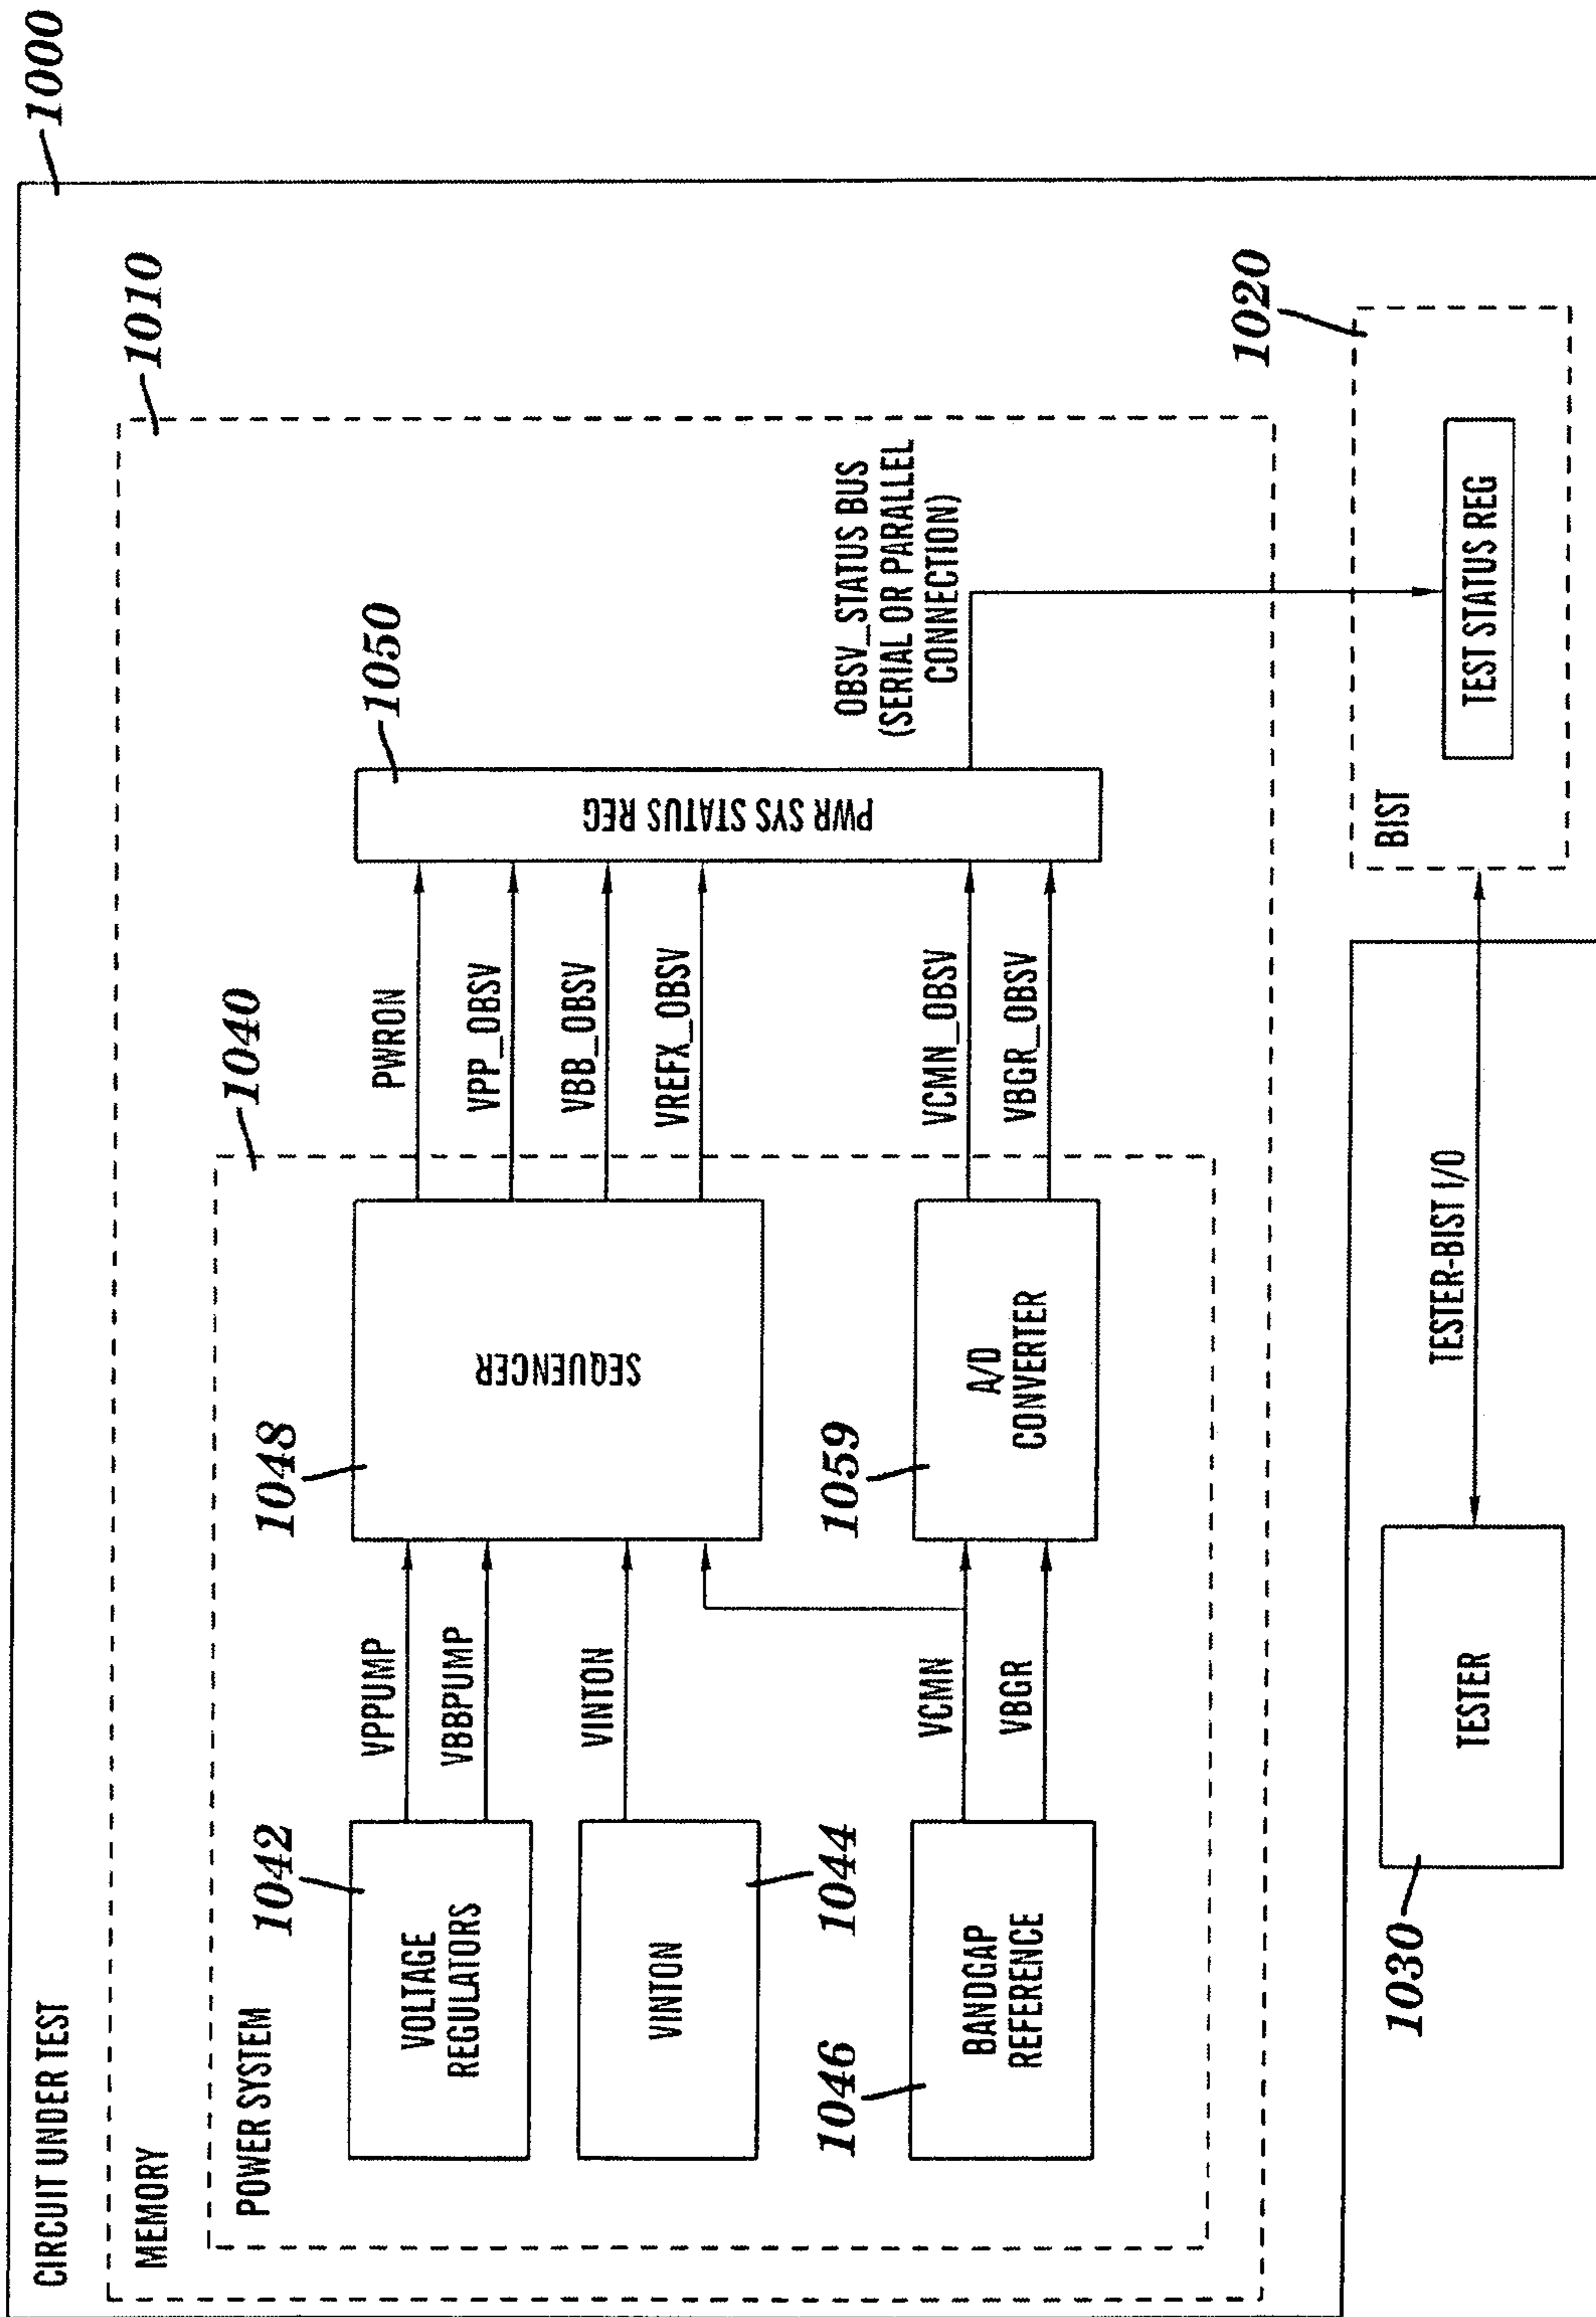 CIRCUIT UNDER TEST
1000
MEMORY
1010
POWER SYSTEM
1040
1042
VOLTAGE
REGULATORS
VPPUMP
VBBPUMP
1048
SEQUENCER
PWRON
VPP_OBSV
VBB_OBSV
VREFX_OBSV
1050
PWR SYS STATUS REG
VINTON
1044
VINTON
1046
BANDGAP
REFERENCE
VCMN
VBGR
1059
A/D
CONVERTER
VCMN_OBSV
VBGR_OBSV
OBSV_STATUS BUS
(SERIAL OR PARALLEL
CONNECTION)
1020
BIST
TEST STATUS REG
1030
TESTER
TESTER-BIST I/O